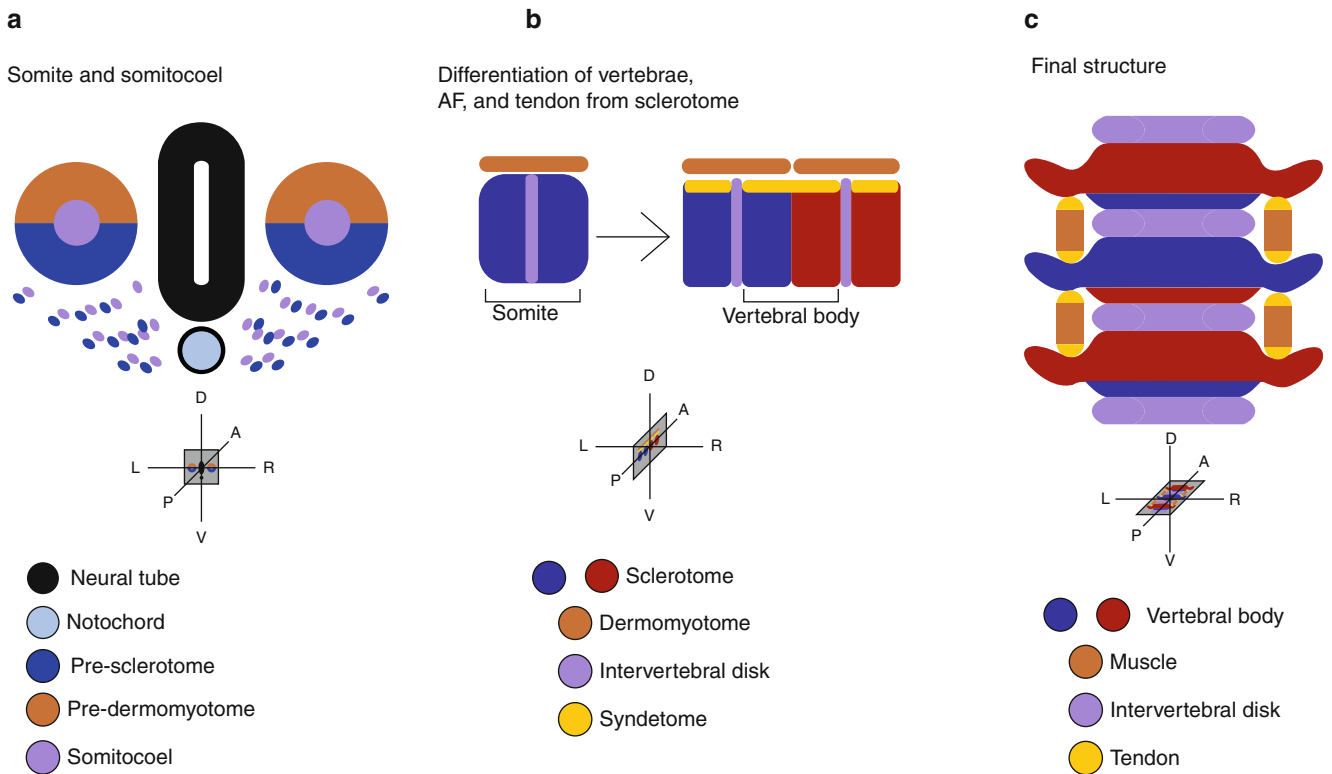 a
Somite and somitocoel
D
A
L
R
P
V
Neural tube
Notochord
Pre-sclerotome
Pre-dermomyotome
Somitocoel
b
Differentiation of vertebrae,
AF, and tendon from sclerotome
Somite
Vertebral body
D
A
L
R
P
V
Sclerotome
Dermomyotome
Intervertebral disk
Syndetome
c
Final structure
D
A
L
R
P
V
Vertebral body
Muscle
Intervertebral disk
Tendon